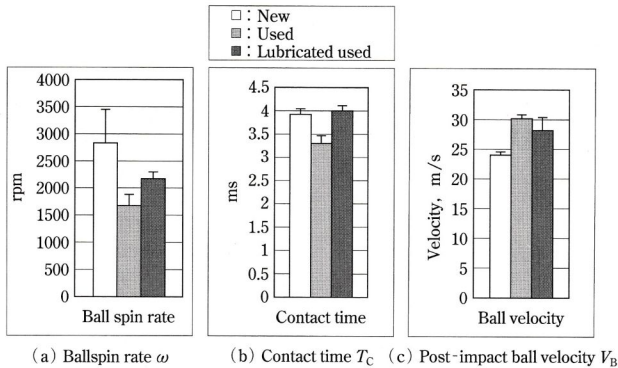 □: New
▒: Used
■: Lubricated used
4000
3500
3000
2500
2000
1500
1000
500
0
rpm
Ball spin rate
4.5
4
3.5
3
2.5
2
1.5
1
0.5
0
ms
Contact time
35
30
25
20
15
10
5
0
Velocity, m/s
Ball velocity
(a) Ballspin rate ω
(b) Contact time T_C
(c) Post-impact ball velocity V_B